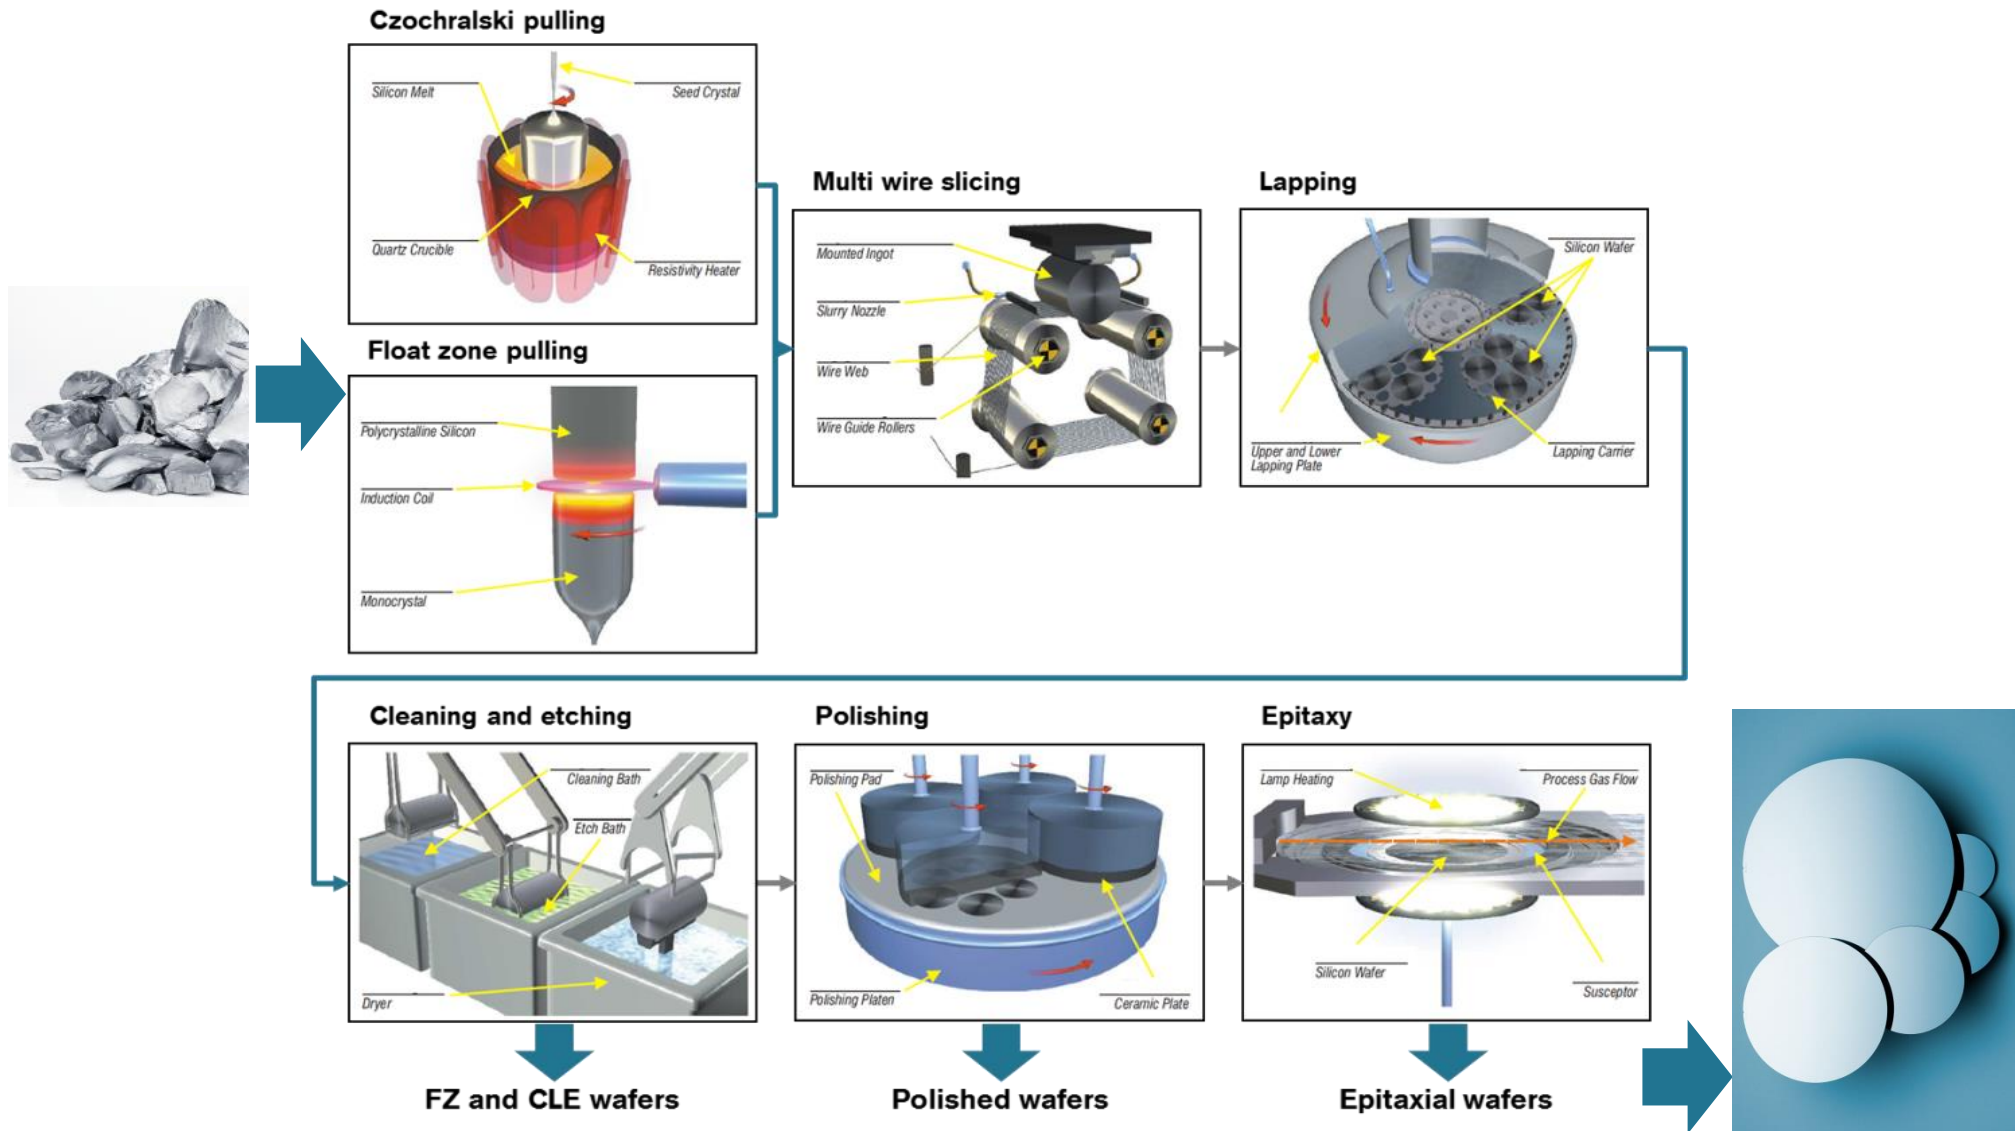 Czochralski pulling
Silicon Melt
Seed Crystal
Quartz Crucible
Resistivity Heater
Float zone pulling
Polycrystalline Silicon
Induction Coil
Monocrystal
Multi wire slicing
Mounted Ingot
Slurry Nozzle
Wire Web
Wire Guide Rollers
Lapping
Silicon Wafer
Upper and Lower
Lapping Plate
Lapping Carrier
Cleaning and etching
Cleaning Bath
Etch Bath
Dryer
Polishing
Polishing Pad
Polishing Platen
Ceramic Plate
Epitaxy
Lamp Heating
Process Gas Flow
Silicon Wafer
Susceptor
FZ and CLE wafers
Polished wafers
Epitaxial wafers